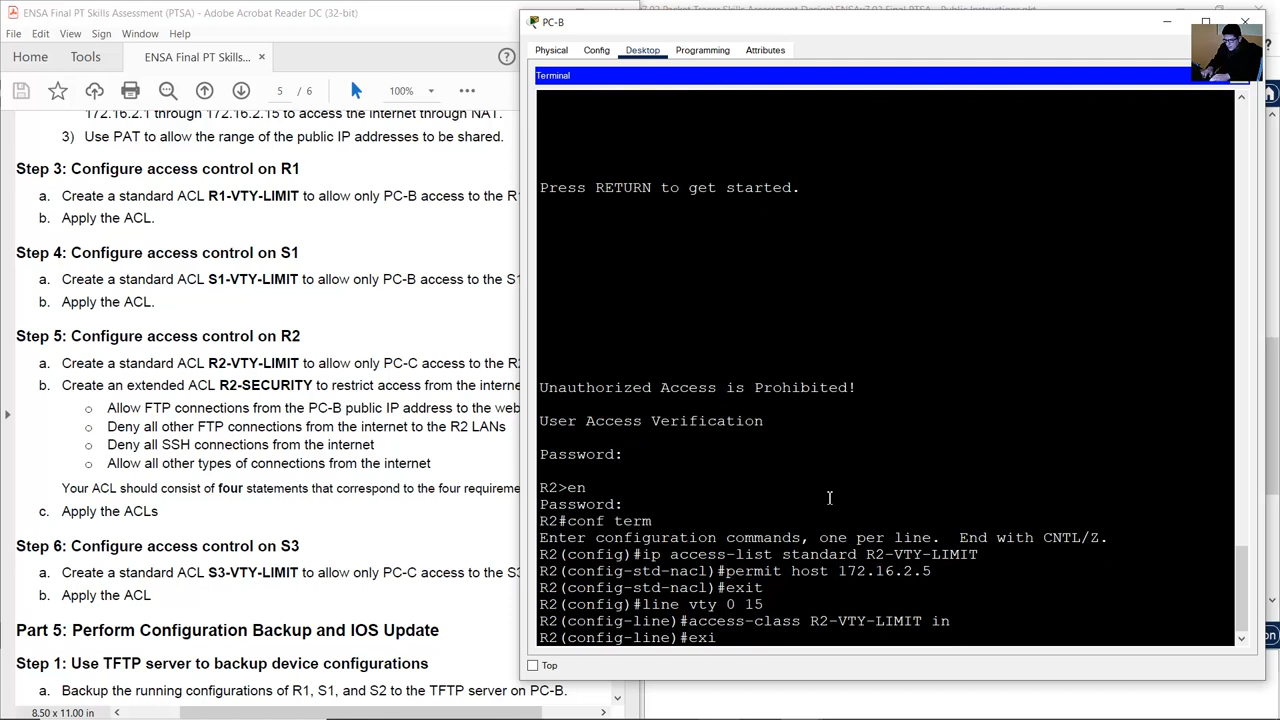 ENSA Final PT Skills Assessment (PTSA) - Adobe Acrobat Reader DC (32-bit)
File Edit View Sign Window Help
Home Tools ENSA Final PT Skills... ×
5 / 6 100%
172.16.2.1 through 172.16.2.15 to access the internet through NAT.
3) Use PAT to allow the range of the public IP addresses to be shared.
Step 3: Configure access control on R1
a. Create a standard ACL R1-VTY-LIMIT to allow only PC-B access to the R1
b. Apply the ACL.
Step 4: Configure access control on S1
a. Create a standard ACL S1-VTY-LIMIT to allow only PC-B access to the S1
b. Apply the ACL.
Step 5: Configure access control on R2
a. Create a standard ACL R2-VTY-LIMIT to allow only PC-C access to the R2
b. Create an extended ACL R2-SECURITY to restrict access from the interne
o Allow FTP connections from the PC-B public IP address to the web
o Deny all other FTP connections from the internet to the R2 LANs
o Deny all SSH connections from the internet
o Allow all other types of connections from the internet
Your ACL should consist of four statements that correspond to the four requireme
c. Apply the ACLs
Step 6: Configure access control on S3
a. Create a standard ACL S3-VTY-LIMIT to allow only PC-C access to the S3
b. Apply the ACL
Part 5: Perform Configuration Backup and IOS Update
Step 1: Use TFTP server to backup device configurations
a. Backup the running configurations of R1, S1, and S2 to the TFTP server on PC-B.
8.50 x 11.00 in
PC-B
Physical Config Desktop Programming Attributes
Terminal
Press RETURN to get started.
Unauthorized Access is Prohibited!
User Access Verification
Password:
R2>en
Password:
R2#conf term
Enter configuration commands, one per line. End with CNTL/Z.
R2(config)#ip access-list standard R2-VTY-LIMIT
R2(config-std-nacl)#permit host 172.16.2.5
R2(config-std-nacl)#exit
R2(config)#line vty 0 15
R2(config-line)#access-class R2-VTY-LIMIT in
R2(config-line)#exi
Top